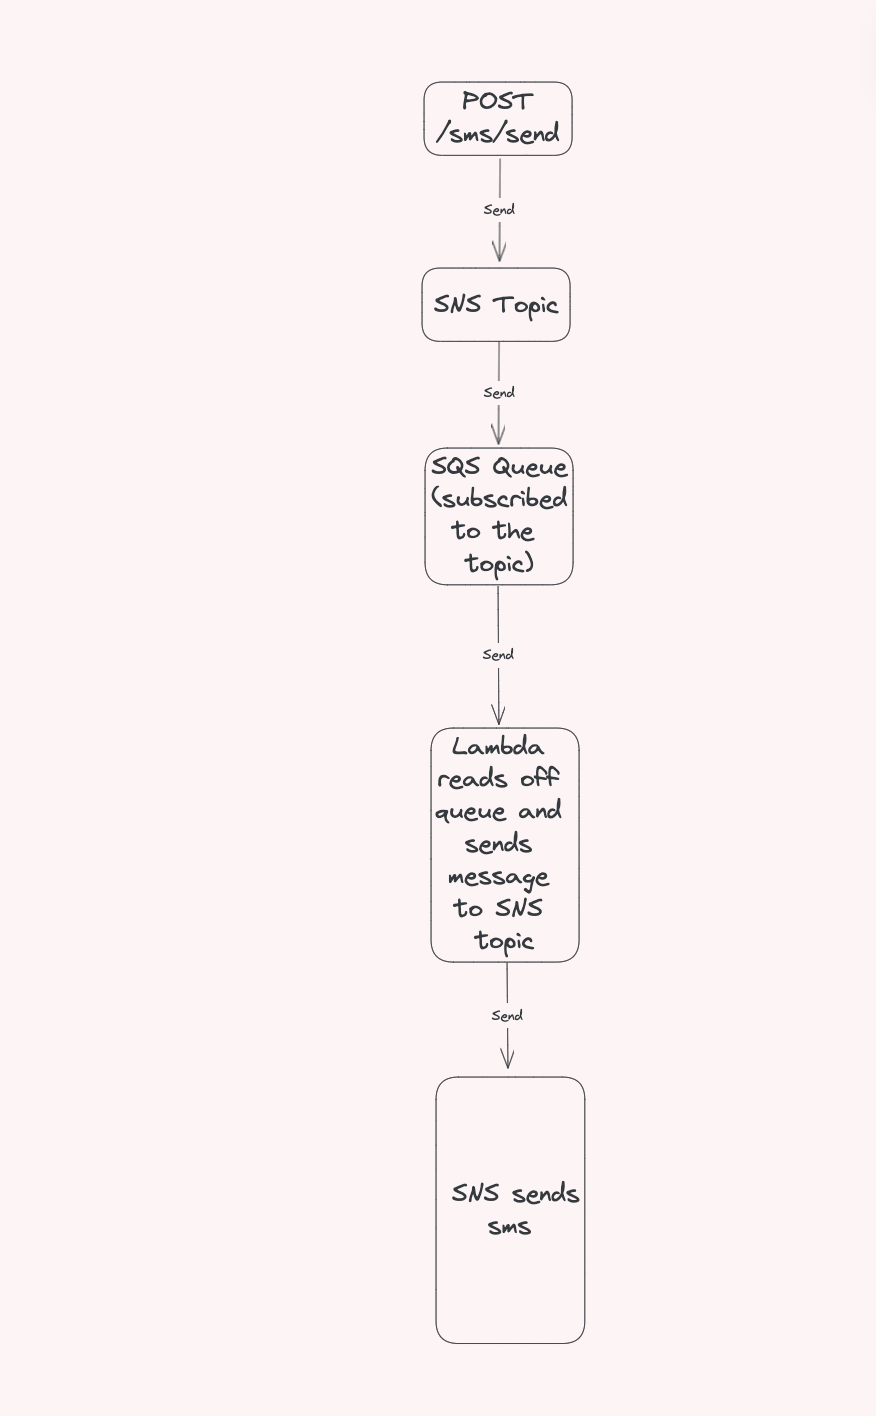 POST
/sms/send
Send
SNS Topic
Send
SQS Queue
(subscribed
to the
topic)
Send
Lambda
reads off
queue and
sends
message
to SNS
topic
Send
SNS sends
sms